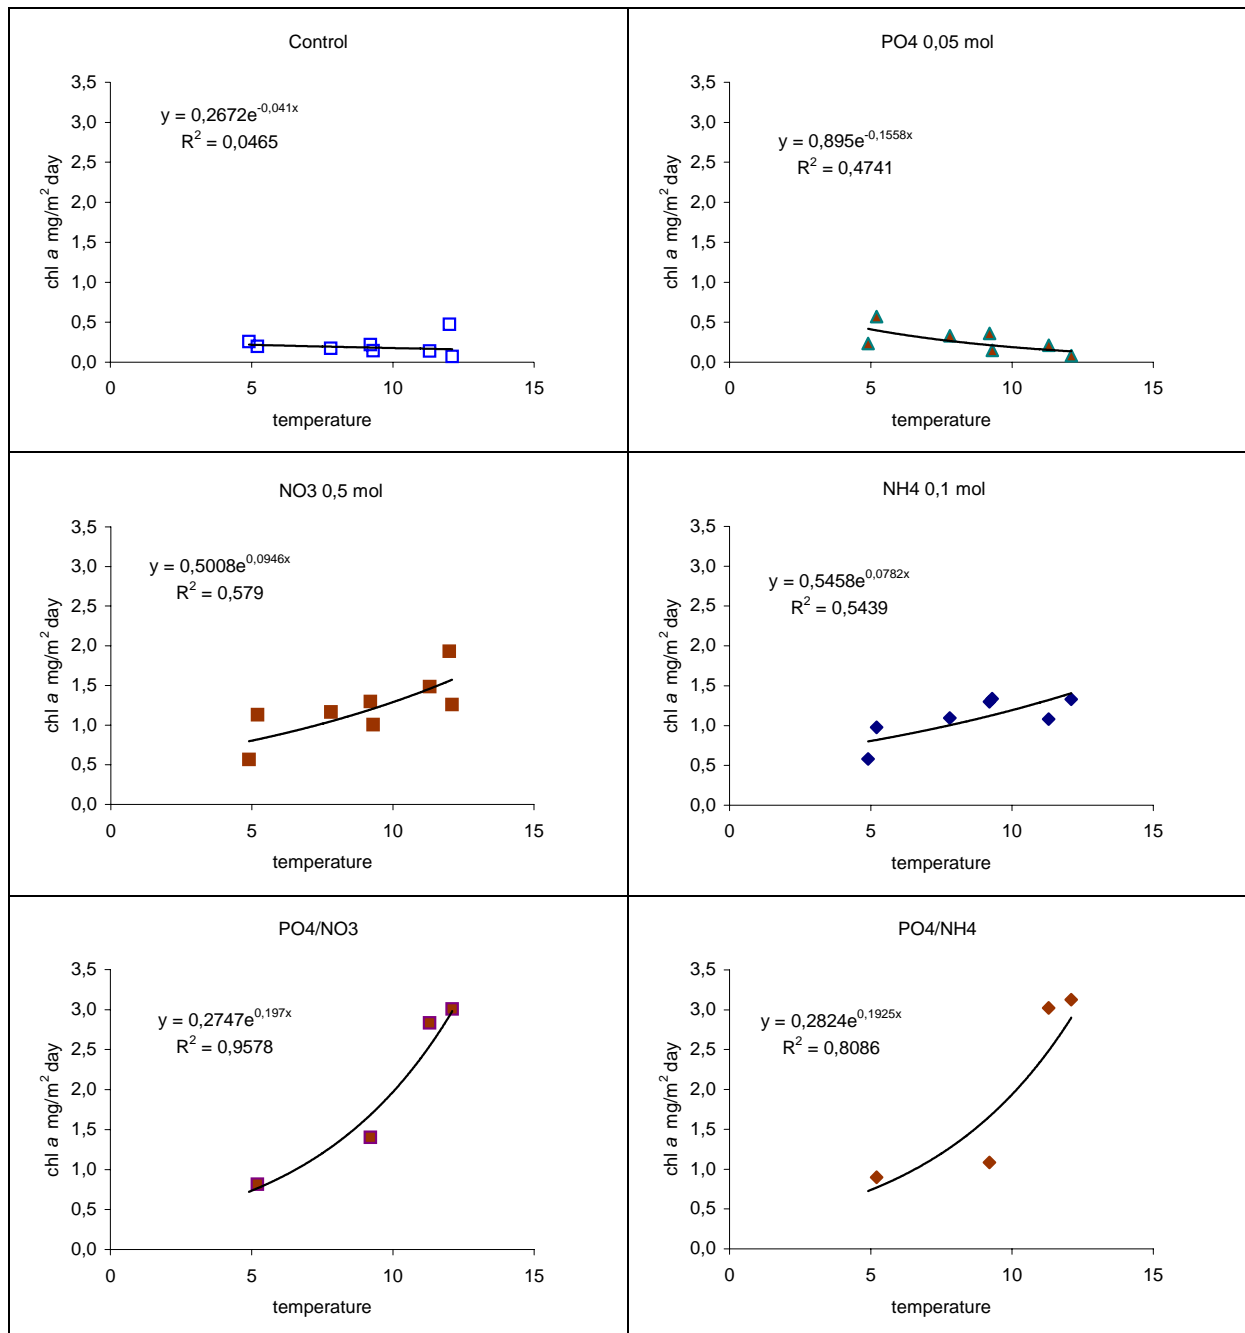 Control
3,5
3,0
2,5
2,0
1,5
1,0
0,5
0,0
0 5 10 15
chl a mg/m² day
temperature
y = 0,2672e^-0,041x
R² = 0,0465
PO4 0,05 mol
3,5
3,0
2,5
2,0
1,5
1,0
0,5
0,0
0 5 10 15
chl a mg/m² day
temperature
y = 0,895e^-0,1558x
R² = 0,4741
NO3 0,5 mol
3,5
3,0
2,5
2,0
1,5
1,0
0,5
0,0
0 5 10 15
chl a mg/m² day
temperature
y = 0,5008e^0,0946x
R² = 0,579
NH4 0,1 mol
3,5
3,0
2,5
2,0
1,5
1,0
0,5
0,0
0 5 10 15
chl a mg/m² day
temperature
y = 0,5458e^0,0782x
R² = 0,5439
PO4/NO3
3,5
3,0
2,5
2,0
1,5
1,0
0,5
0,0
0 5 10 15
chl a mg/m² day
temperature
y = 0,2747e^0,197x
R² = 0,9578
PO4/NH4
3,5
3,0
2,5
2,0
1,5
1,0
0,5
0,0
0 5 10 15
chl a mg/m² day
temperature
y = 0,2824e^0,1925x
R² = 0,8086